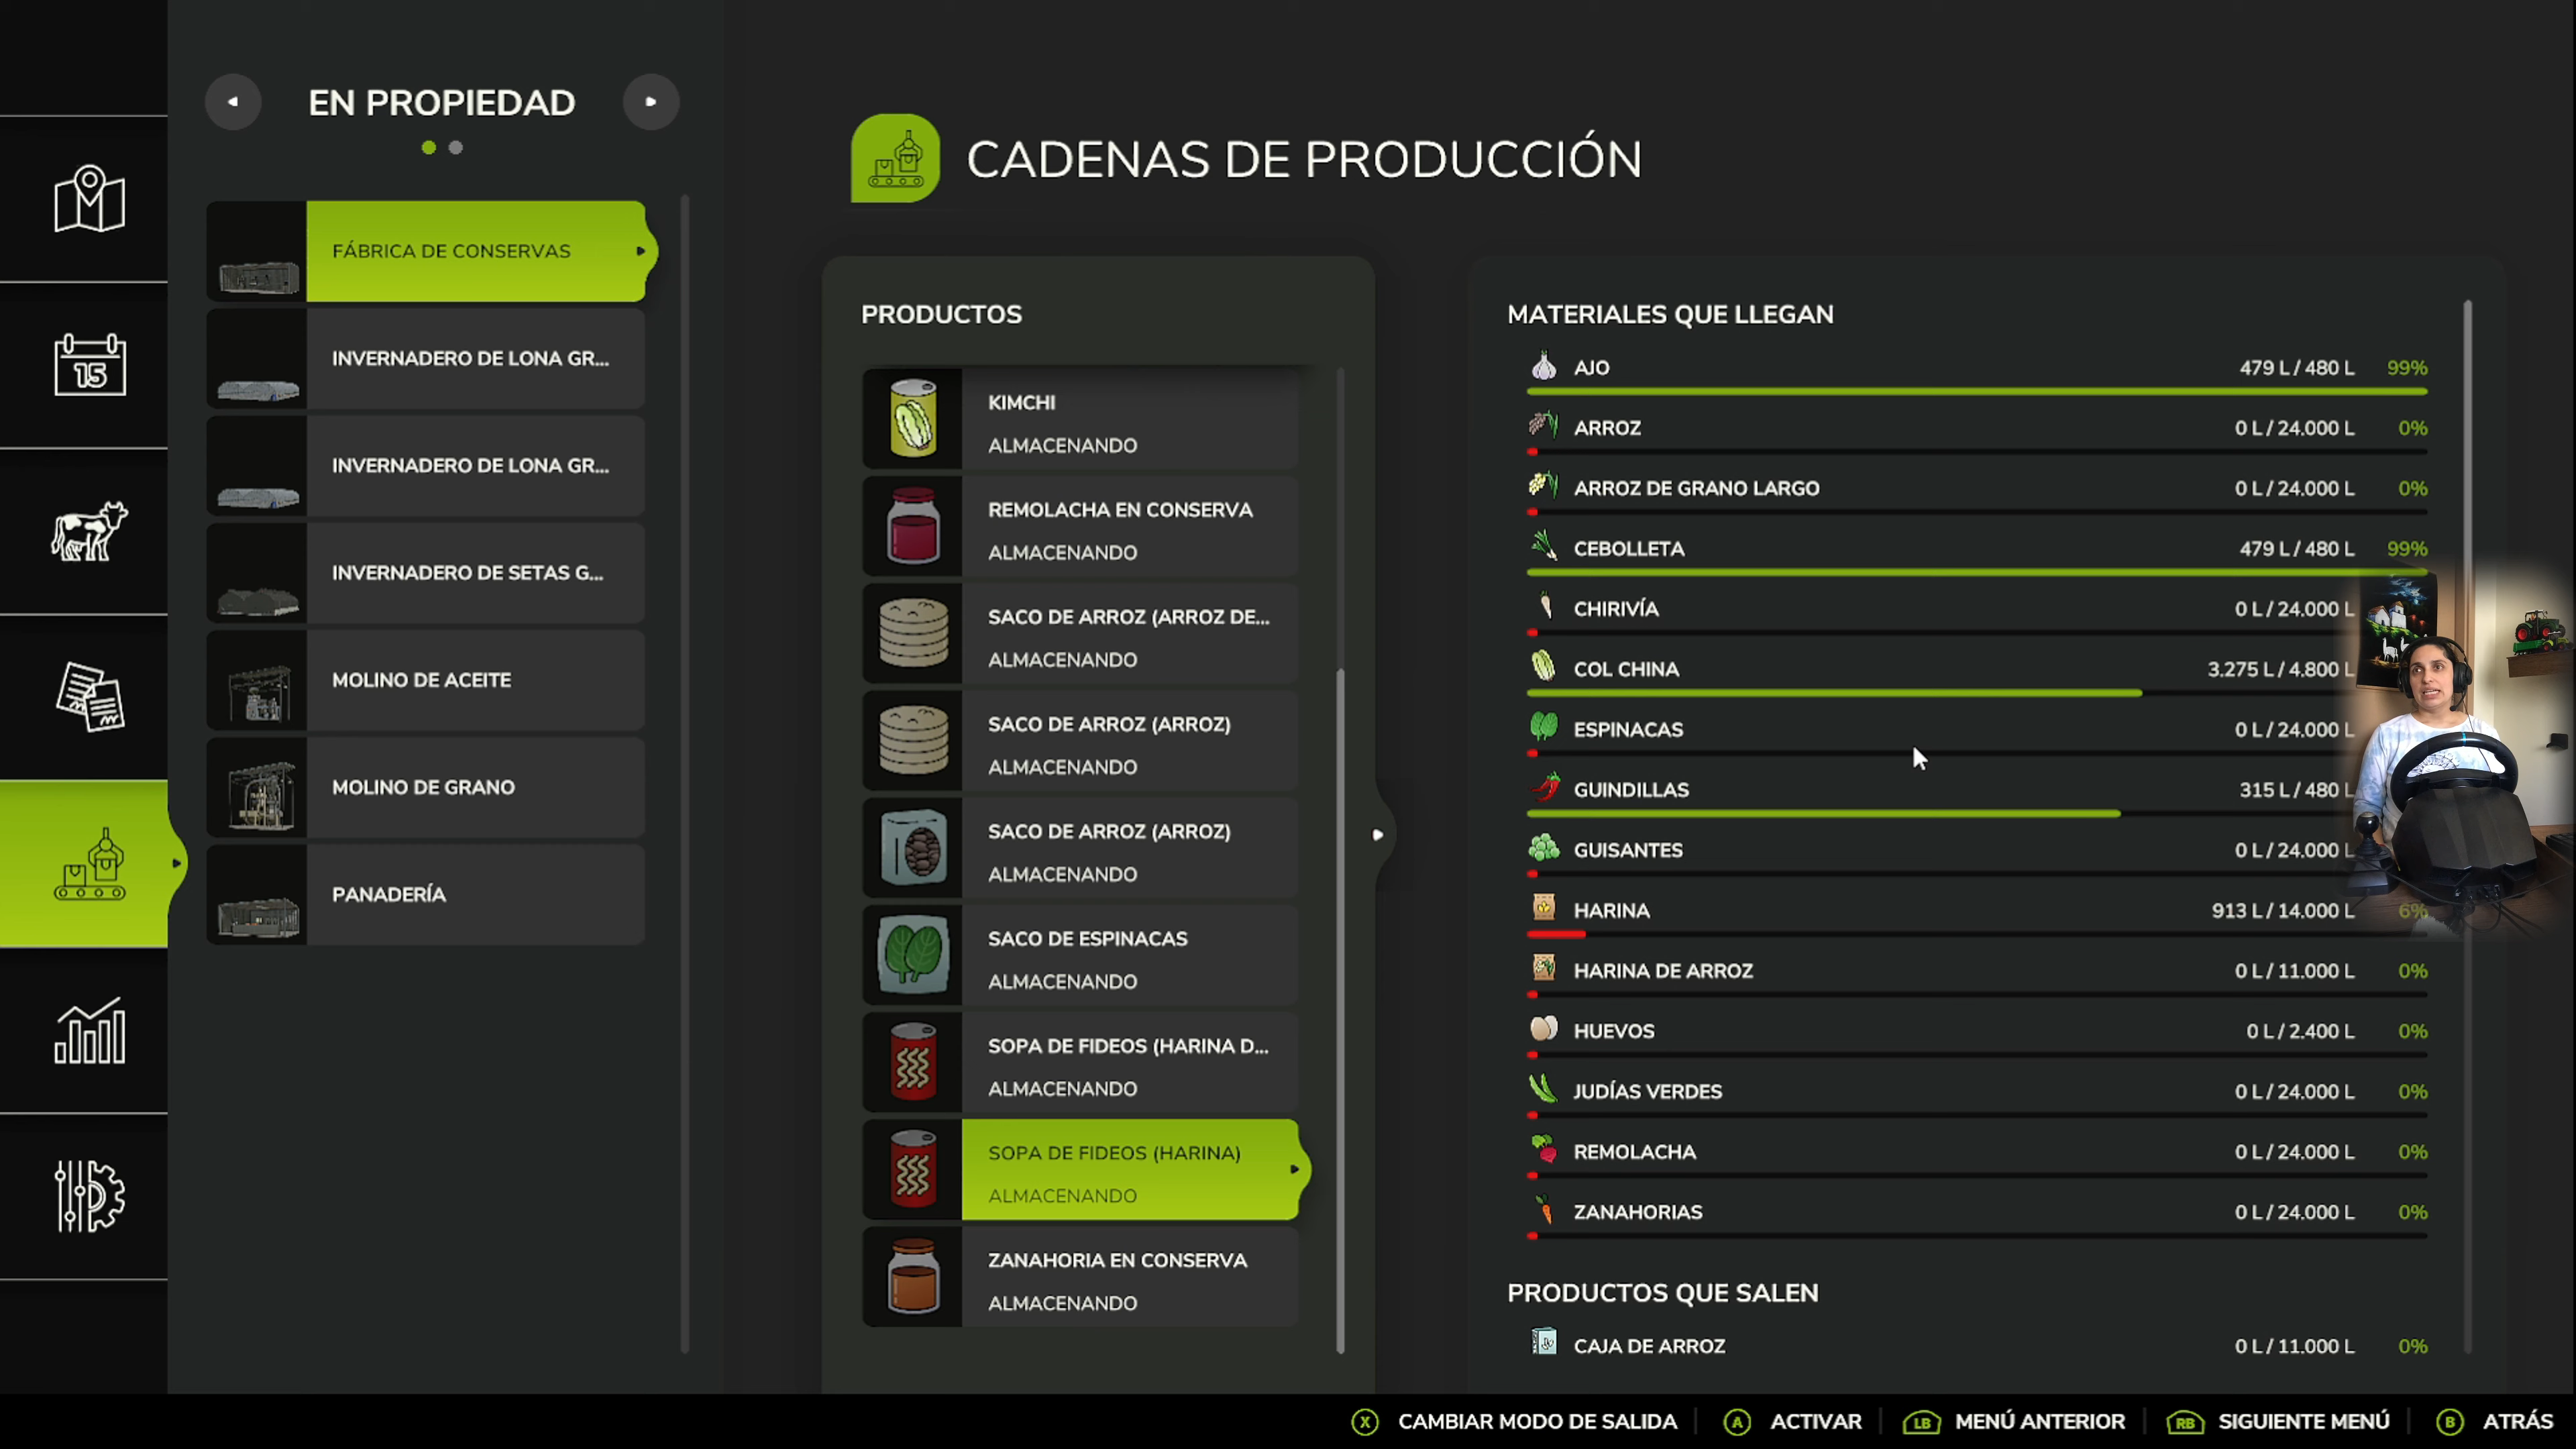 EN PROPIEDAD
15
FÁBRICA DE CONSERVAS
INVERNADERO DE LONA GR...
INVERNADERO DE LONA GR...
INVERNADERO DE SETAS G...
MOLINO DE ACEITE
MOLINO DE GRANO
PANADERÍA
CADENAS DE PRODUCCIÓN
PRODUCTOS
KIMCHI
ALMACENANDO
REMOLACHA EN CONSERVA
ALMACENANDO
SACO DE ARROZ (ARROZ DE...
ALMACENANDO
SACO DE ARROZ (ARROZ)
ALMACENANDO
SACO DE ARROZ (ARROZ)
ALMACENANDO
SACO DE ESPINACAS
ALMACENANDO
SOPA DE FIDEOS (HARINA D...
ALMACENANDO
SOPA DE FIDEOS (HARINA)
ALMACENANDO
ZANAHORIA EN CONSERVA
ALMACENANDO
MATERIALES QUE LLEGAN
AJO 479 L / 480 L 99%
ARROZ 0 L / 24.000 L 0%
ARROZ DE GRANO LARGO 0 L / 24.000 L 0%
CEBOLLETA 479 L / 480 L 99%
CHIRIVÍA 0 L / 24.000 L
COL CHINA 3.275 L / 4.800 L
ESPINACAS 0 L / 24.000 L
GUINDILLAS 315 L / 480 L
GUISANTES 0 L / 24.000 L
HARINA 913 L / 14.000 L 6%
HARINA DE ARROZ 0 L / 11.000 L 0%
HUEVOS 0 L / 2.400 L 0%
JUDÍAS VERDES 0 L / 24.000 L 0%
REMOLACHA 0 L / 24.000 L 0%
ZANAHORIAS 0 L / 24.000 L 0%
PRODUCTOS QUE SALEN
CAJA DE ARROZ 0 L / 11.000 L 0%
X CAMBIAR MODO DE SALIDA A ACTIVAR LB MENÚ ANTERIOR RB SIGUIENTE MENÚ B ATRÁS